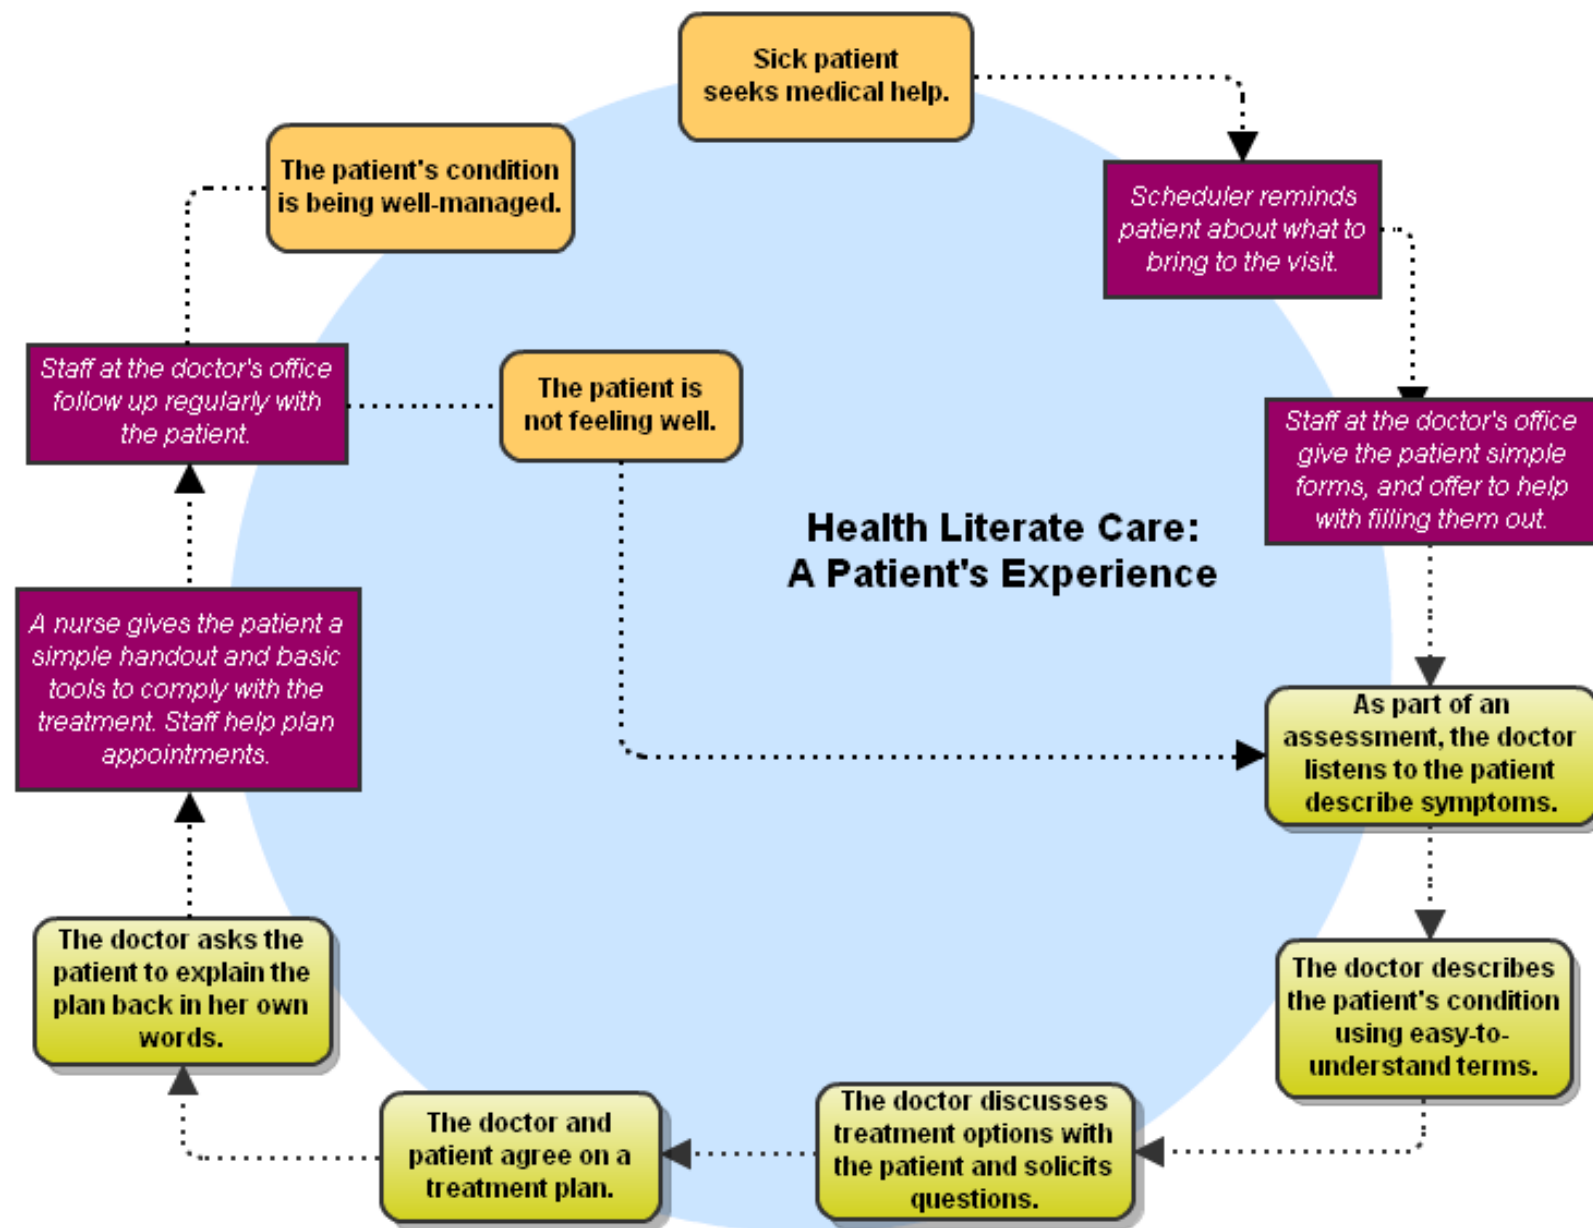 Sick patient
seeks medical help.
The patient's condition
is being well-managed.
Scheduler reminds
patient about what to
bring to the visit.
Staff at the doctor's office
follow up regularly with
the patient.
The patient is
not feeling well.
Staff at the doctor's office
give the patient simple
forms, and offer to help
with filling them out.
Health Literate Care:
A Patient's Experience
A nurse gives the patient a
simple handout and basic
tools to comply with the
treatment. Staff help plan
appointments.
As part of an
assessment, the doctor
listens to the patient
describe symptoms.
The doctor asks the
patient to explain the
plan back in her own
words.
The doctor describes
the patient's condition
using easy-to-
understand terms.
The doctor and
patient agree on a
treatment plan.
The doctor discusses
treatment options with
the patient and solicits
questions.